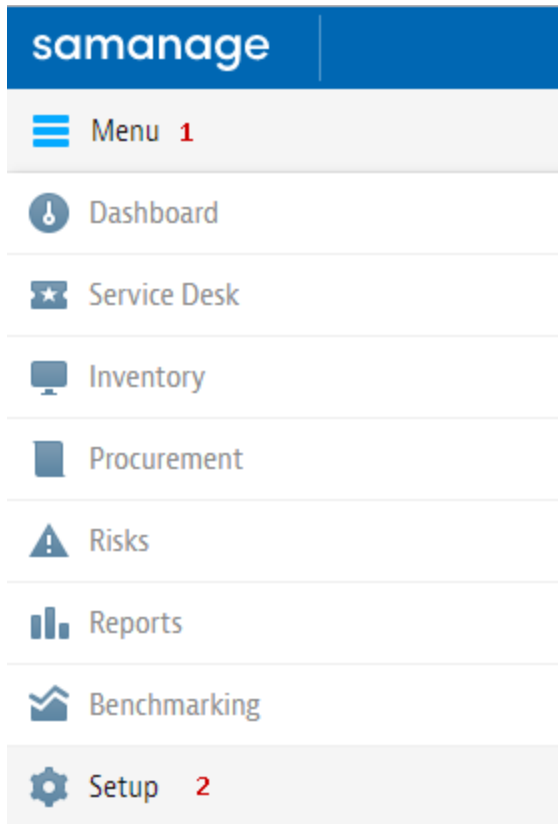 samanage
Menu 1
Dashboard
Service Desk
Inventory
Procurement
Risks
Reports
Benchmarking
Setup 2